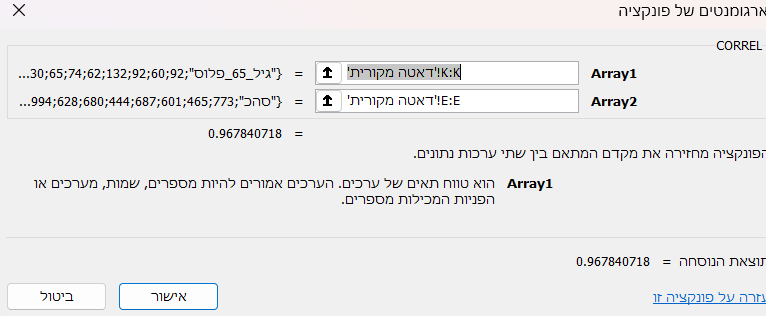 ארגומנטים של פונקציה
CORREL
Array1 'דאטה מקורית'!K:K = {"גיל_65_פלוס";92;60;92;132;62;74;65;30...
Array2 'דאטה מקורית'!E:E = {"סהכ";773;465;601;687;444;680;628;994...
= 0.967840718
הפונקציה מחזירה את מקדם המתאם בין שתי ערכות נתונים.
Array1 הוא טווח תאים של ערכים. הערכים אמורים להיות מספרים, שמות, מערכים או
הפניות המכילות מספרים.
תוצאת הנוסחה = 0.967840718
עזרה על פונקציה זו
אישור
ביטול